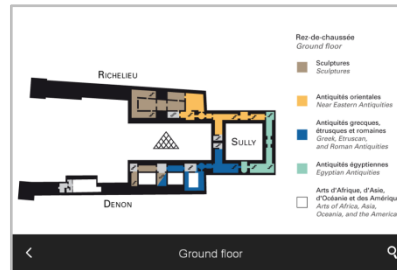 Rez-de-chaussée
Ground floor
Sculptures
Sculptures
Antiquités orientales
Near Eastern Antiquities
Antiquités grecques,
étrusques et romaines
Greek, Etruscan,
and Roman Antiquities
Antiquités égyptiennes
Egyptian Antiquities
Arts d'Afrique, d'Asie,
d'Océanie et des Amériqu
Arts of Africa, Asia,
Oceania, and the America
RICHELIEU
SULLY
DENON
Ground floor